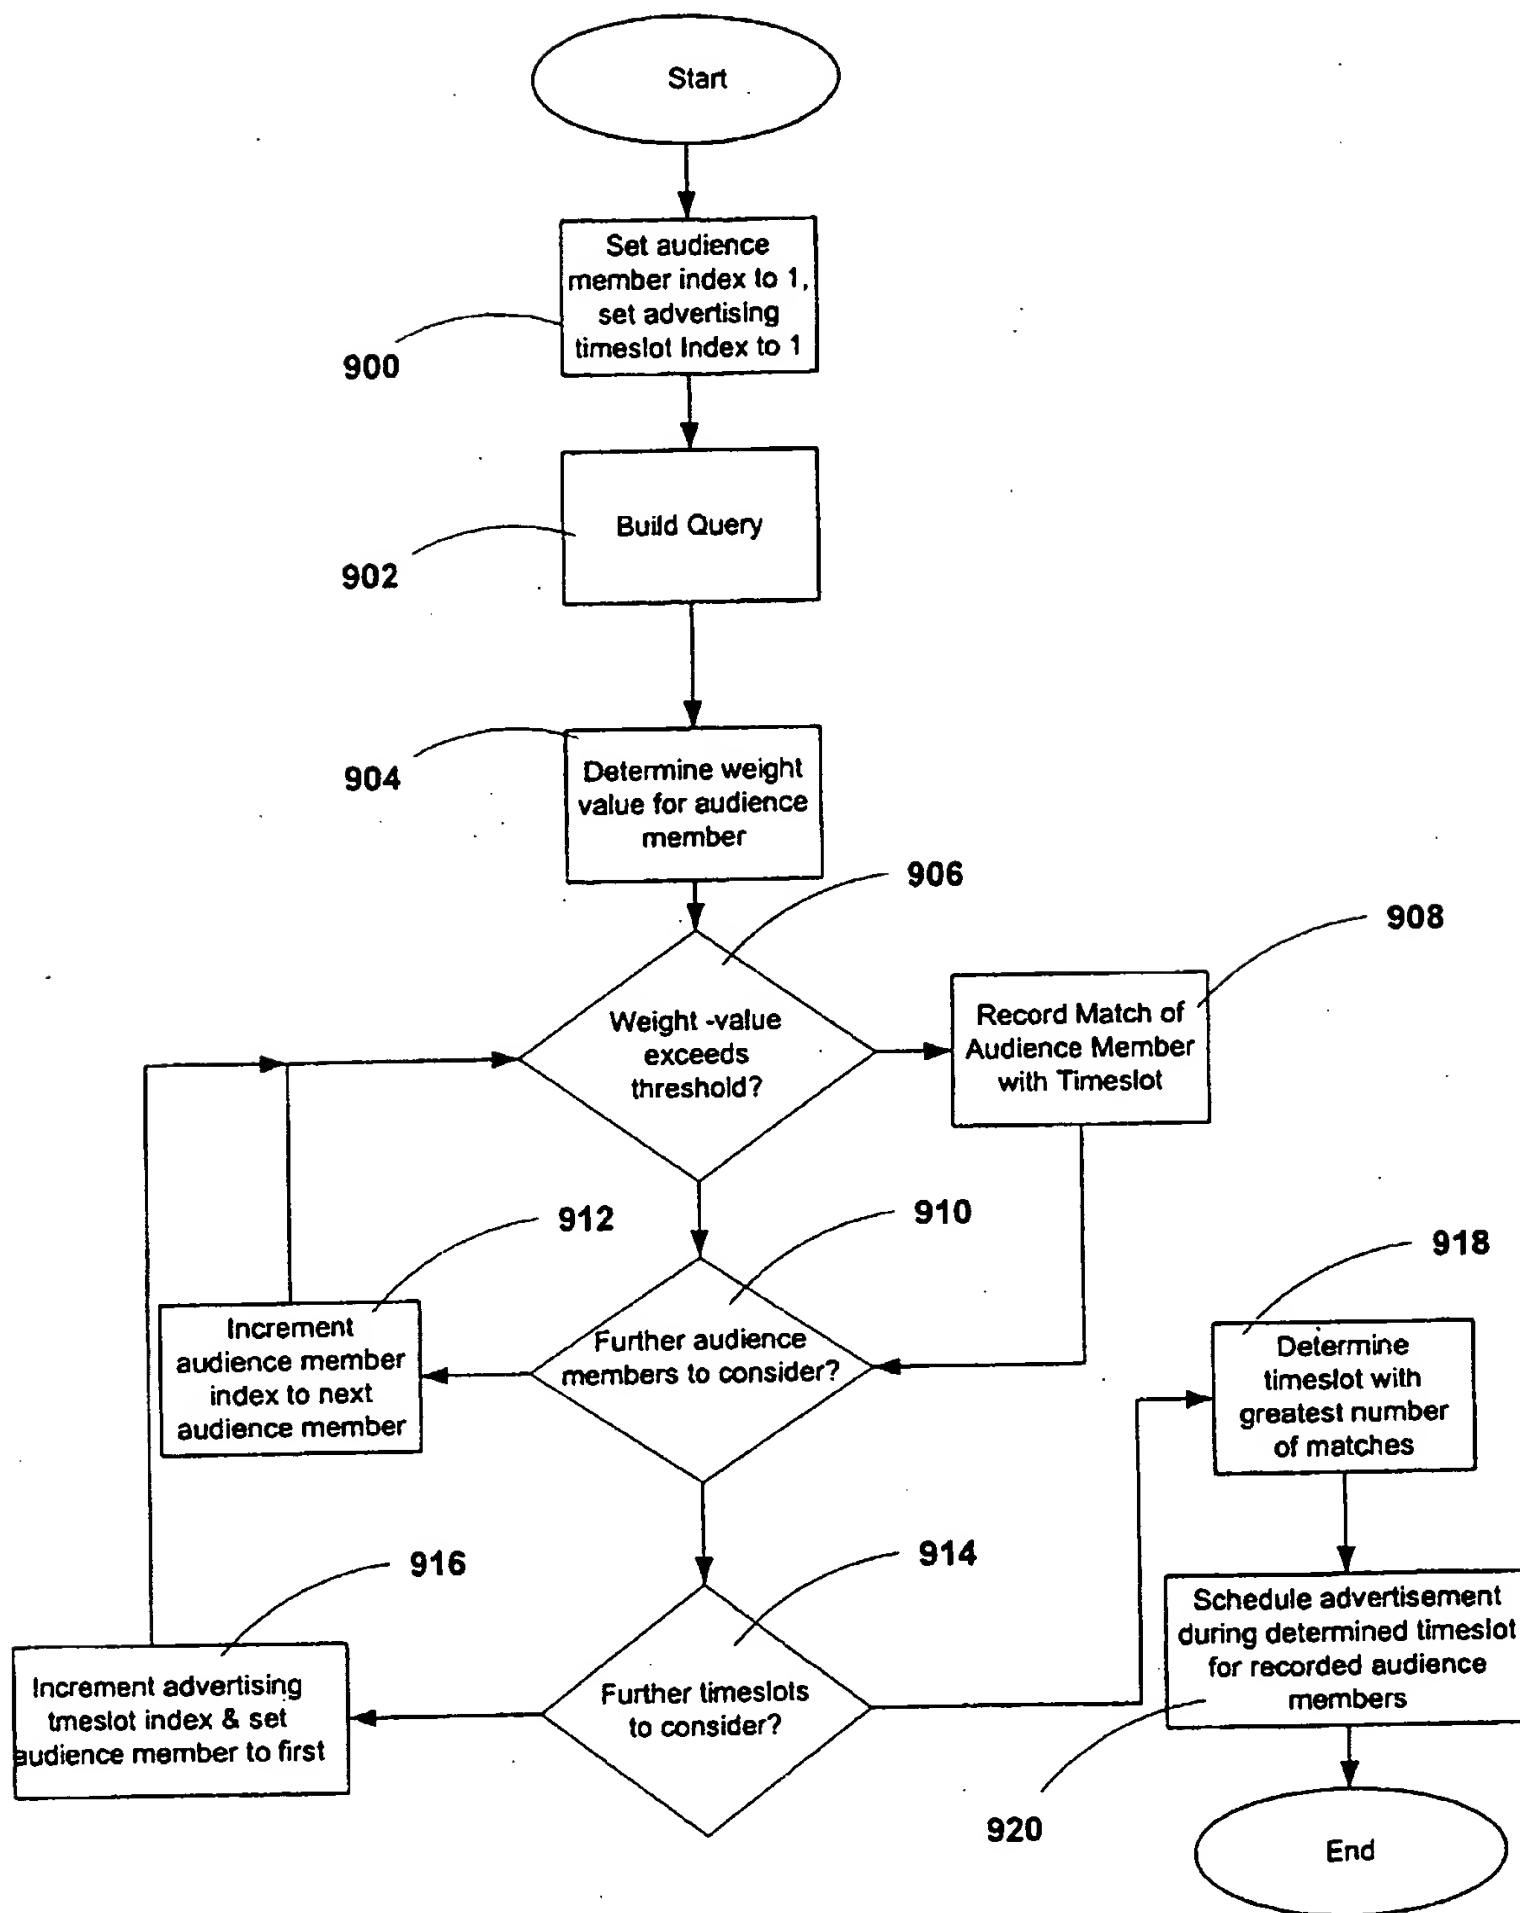 Start
Set audience
member index to 1,
set advertising
timeslot Index to 1
900
Build Query
902
904
Determine weight
value for audience
member
906
908
Weight -value
exceeds
threshold?
Record Match of
Audience Member
with Timeslot
912
910
918
Increment
audience member
index to next
audience member
Further audience
members to consider?
Determine
timeslot with
greatest number
of matches
916
914
Increment advertising
tmeslot index & set
audience member to first
Further timeslots
to consider?
Schedule advertisement
during determined timeslot
for recorded audience
members
920
End